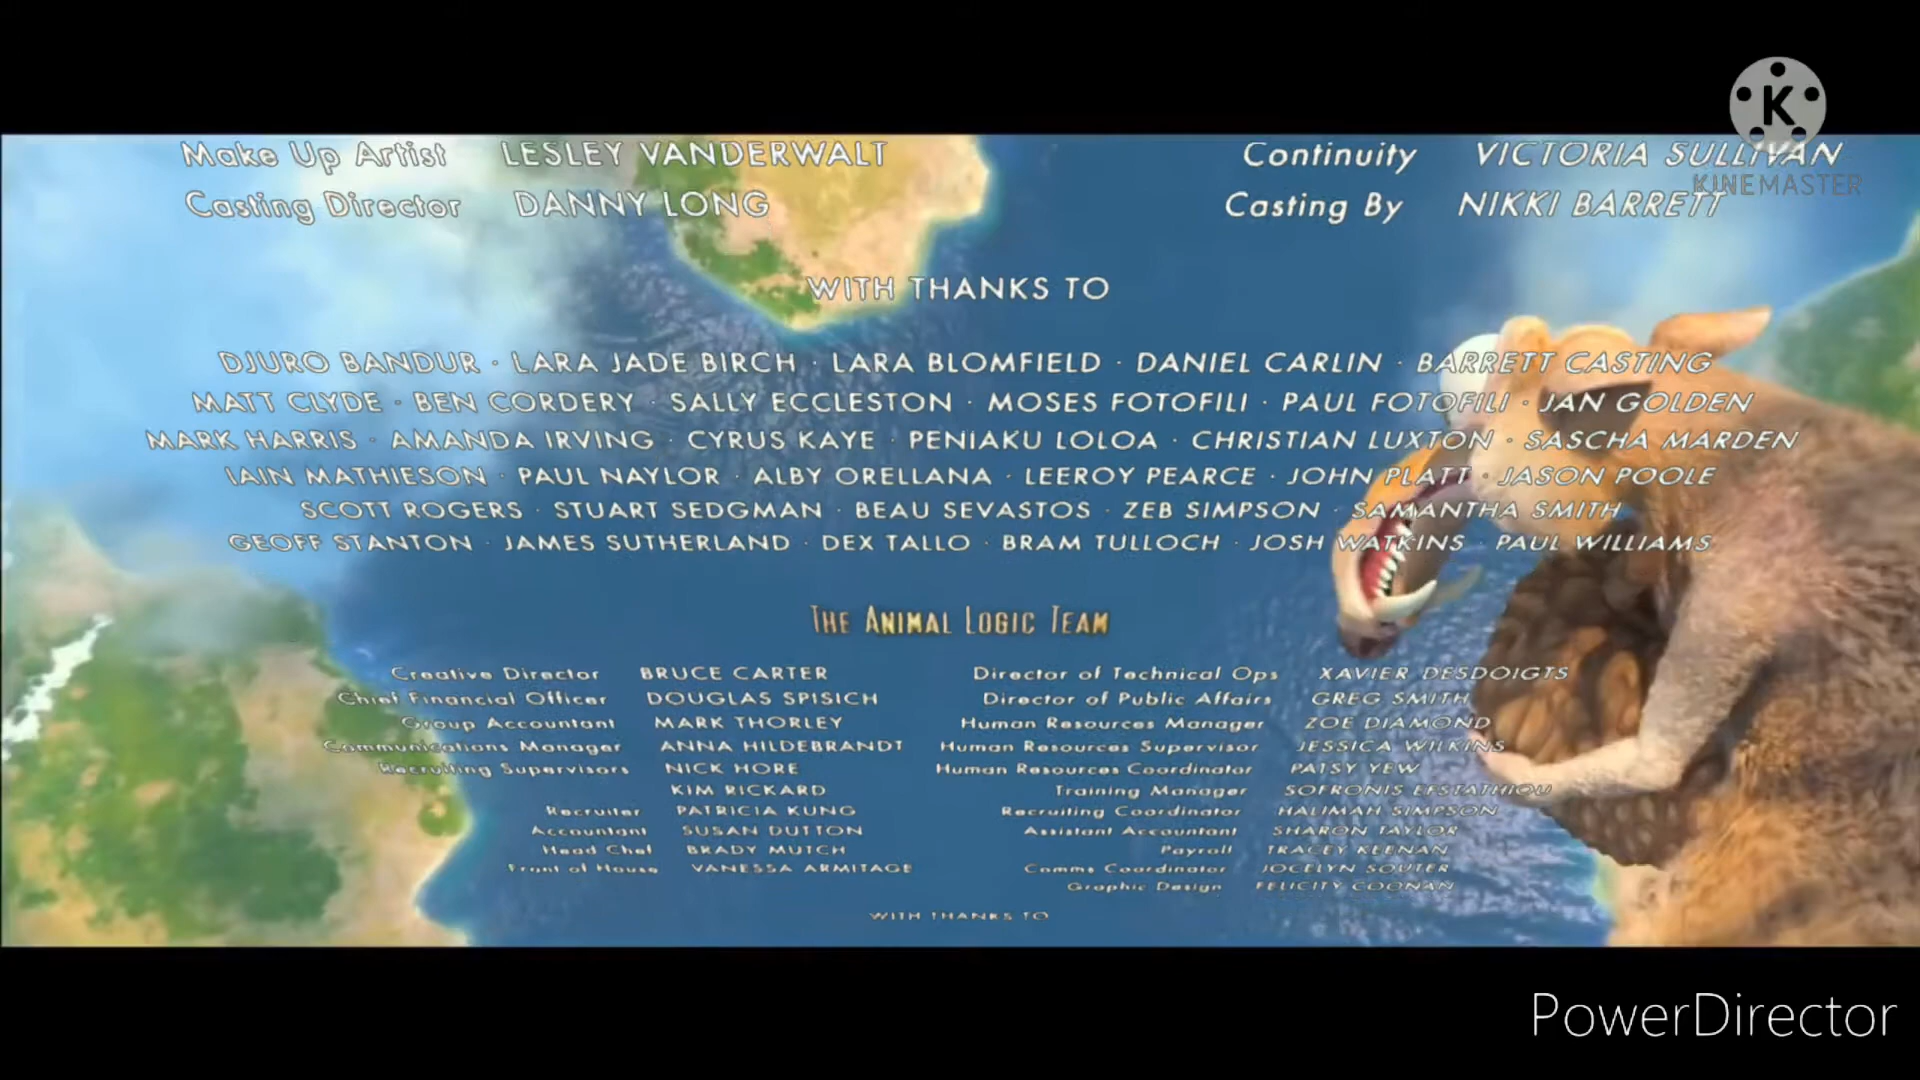 Make Up Artist LESLEY VANDERWALT Continuity VICTORIA SULLIVAN
Casting Director DANNY LONG Casting By NIKKI BARRETT
K
KINEMASTER
WITH THANKS TO
DJURO BANDUR · LARA JADE BIRCH · LARA BLOMFIELD · DANIEL CARLIN · BARRETT CASTING
MATT CLYDE · BEN CORDERY · SALLY ECCLESTON · MOSES FOTOFILI · PAUL FOTOFILI · JAN GOLDEN
MARK HARRIS · AMANDA IRVING · CYRUS KAYE · PENIAKU LOLOA · CHRISTIAN LUXTON · SASCHA MARDEN
IAIN MATHIESON · PAUL NAYLOR · ALBY ORELLANA · LEEROY PEARCE · JOHN PLATT · JASON POOLE
SCOTT ROGERS · STUART SEDGMAN · BEAU SEVASTOS · ZEB SIMPSON · SAMANTHA SMITH
GEOFF STANTON · JAMES SUTHERLAND · DEX TALLO · BRAM TULLOCH · JOSH WATKINS · PAUL WILLIAMS
THE ANIMAL LOGIC TEAM
Creative Director BRUCE CARTER Director of Technical Ops XAVIER DESDOIGTS
Chief Financial Officer DOUGLAS SPISICH Director of Public Affairs GREG SMITH
Group Accountant MARK THORLEY Human Resources Manager ZOE DIAMOND
Communications Manager ANNA HILDEBRANDT Human Resources Supervisor JESSICA WILKINS
Recruiting Supervisors NICK HORE Human Resources Coordinator PATSY YEW
KIM RICKARD Training Manager SOFRONIS EFSTATHIOU
Recruiter PATRICIA KUNG Recruiting Coordinator HALIMAH SIMPSON
Accountant SUSAN DUTTON Assistant Accountant SHARON TAYLOR
Head Chef BRADY MUTCH Payroll TRACEY KEENAN
Front of House VANESSA ARMITAGE Comms Coordinator JOCELYN SOUTER
Graphic Design FELICITY COONAN
WITH THANKS TO
PowerDirector